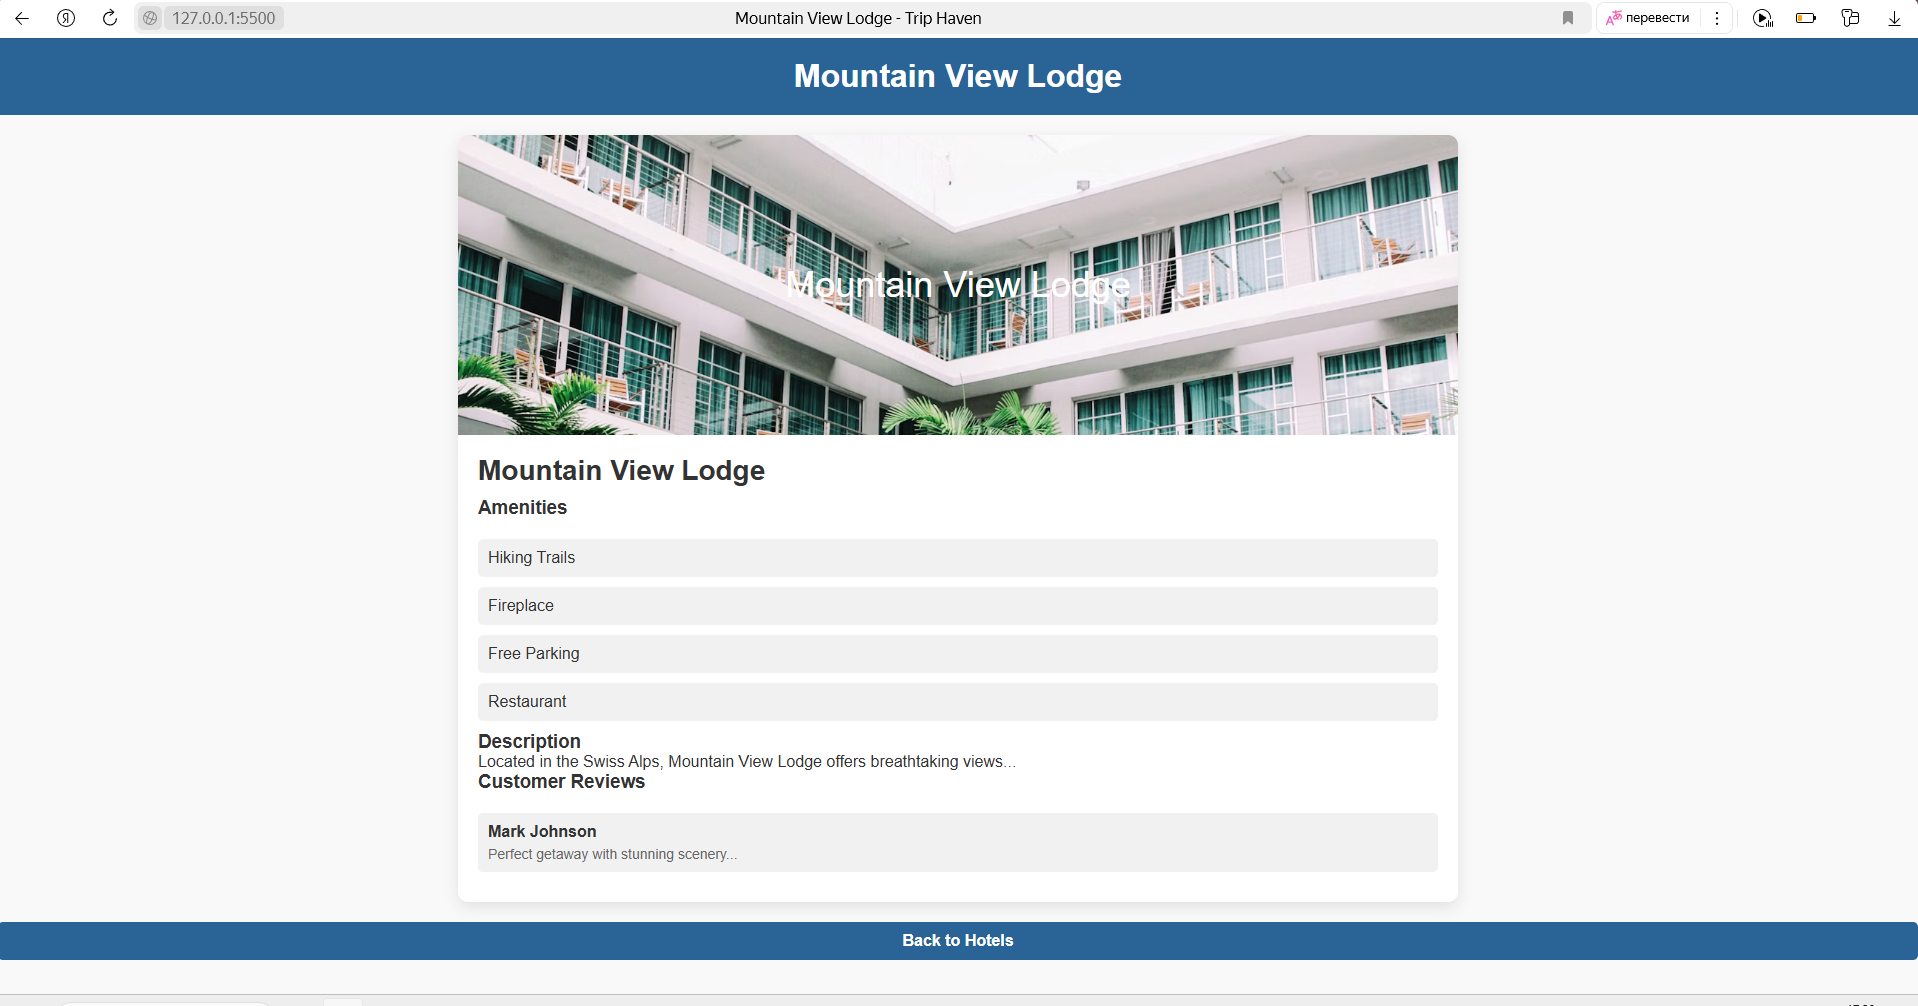 127.0.0.1:5500
Mountain View Lodge - Trip Haven
перевести
Mountain View Lodge
Mountain View Lodge
Mountain View Lodge
Amenities
Hiking Trails
Fireplace
Free Parking
Restaurant
Description
Located in the Swiss Alps, Mountain View Lodge offers breathtaking views...
Customer Reviews
Mark Johnson
Perfect getaway with stunning scenery...
Back to Hotels